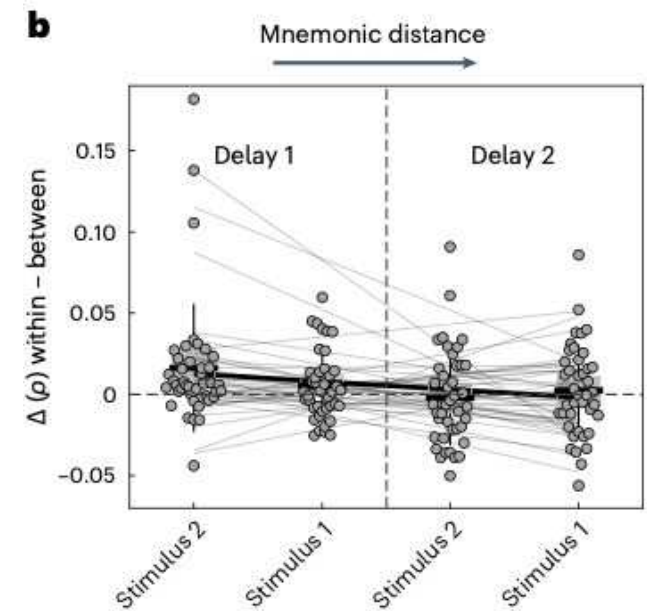 b
Mnemonic distance
Delay 1
Delay 2
Δ (ρ) within – between
0.15
0.10
0.05
0
–0.05
Stimulus 2
Stimulus 1
Stimulus 2
Stimulus 1